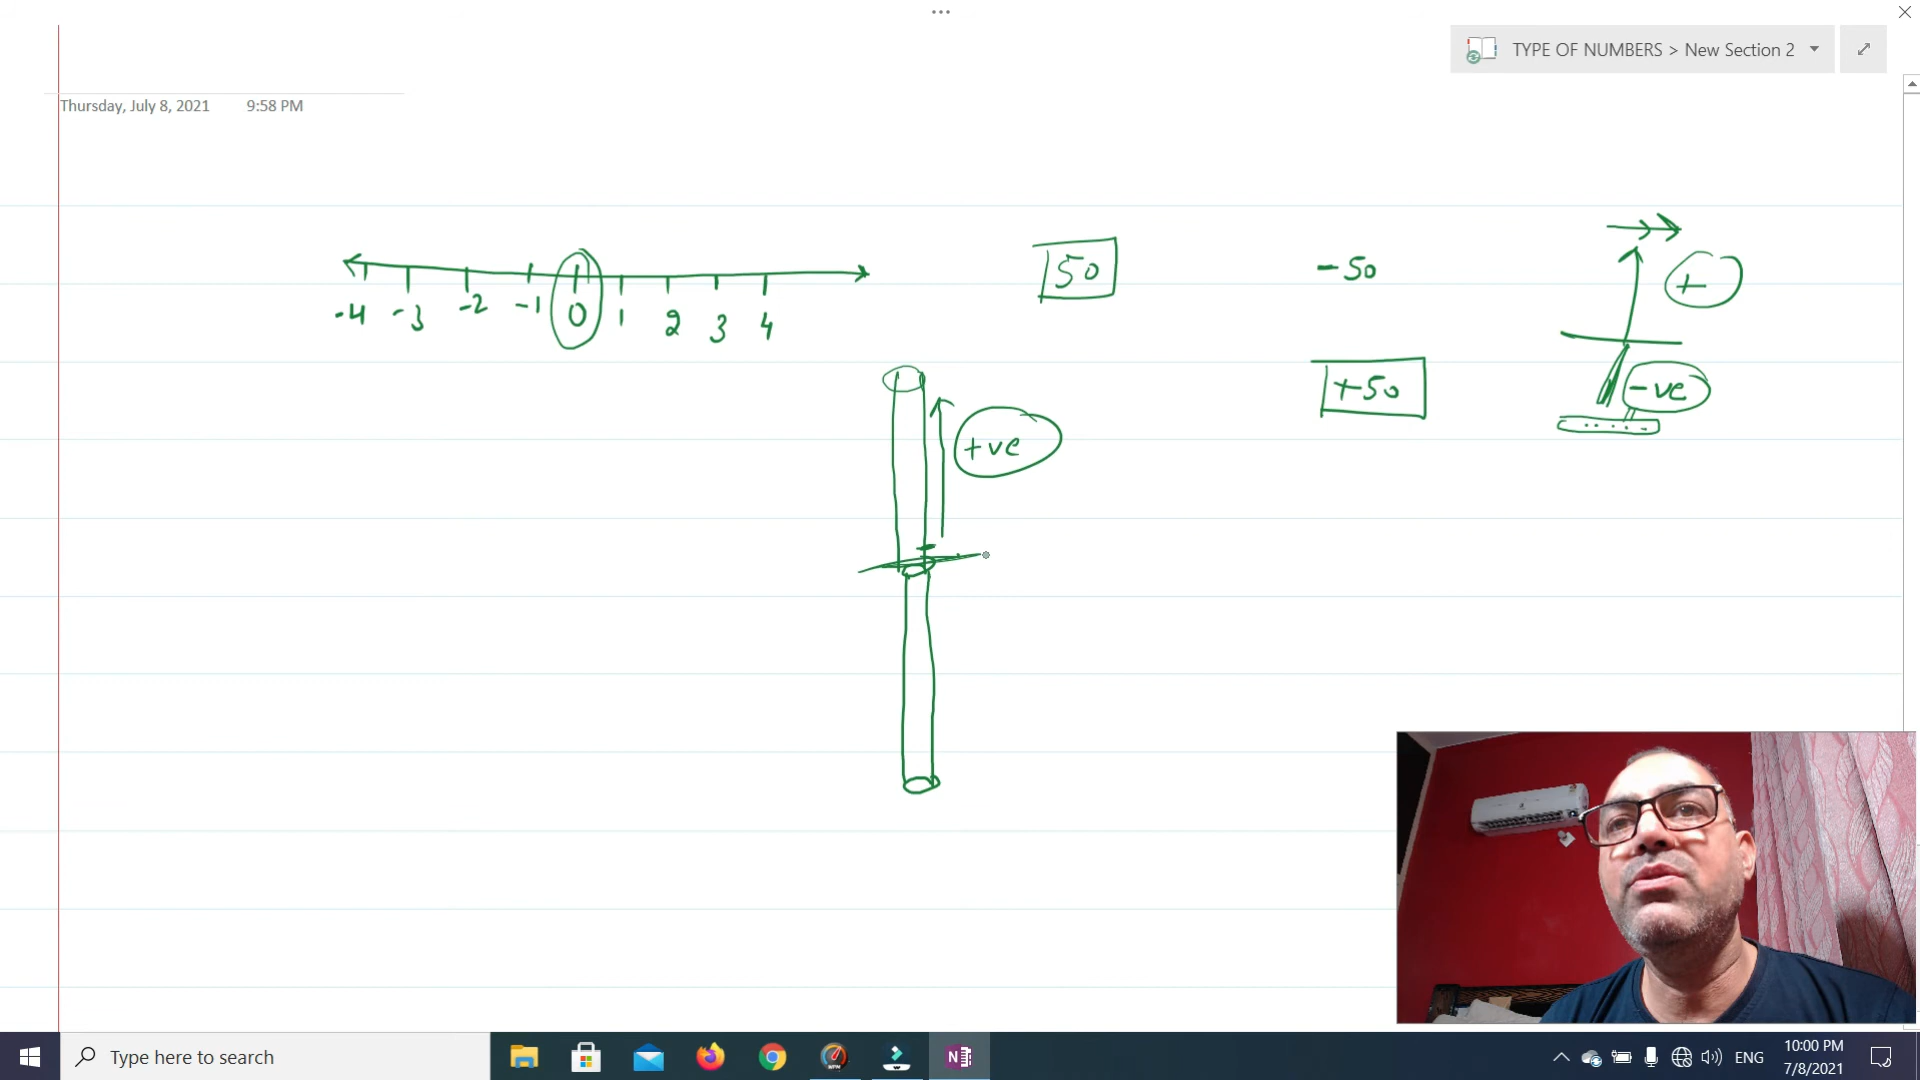 TYPE OF NUMBERS > New Section 2
Thursday, July 8, 2021 9:58 PM
-4 -3 -2 -1 0 1 2 3 4
50
-50
+
+50
-ve
+ve
Type here to search
N
ENG
10:00 PM
7/8/2021